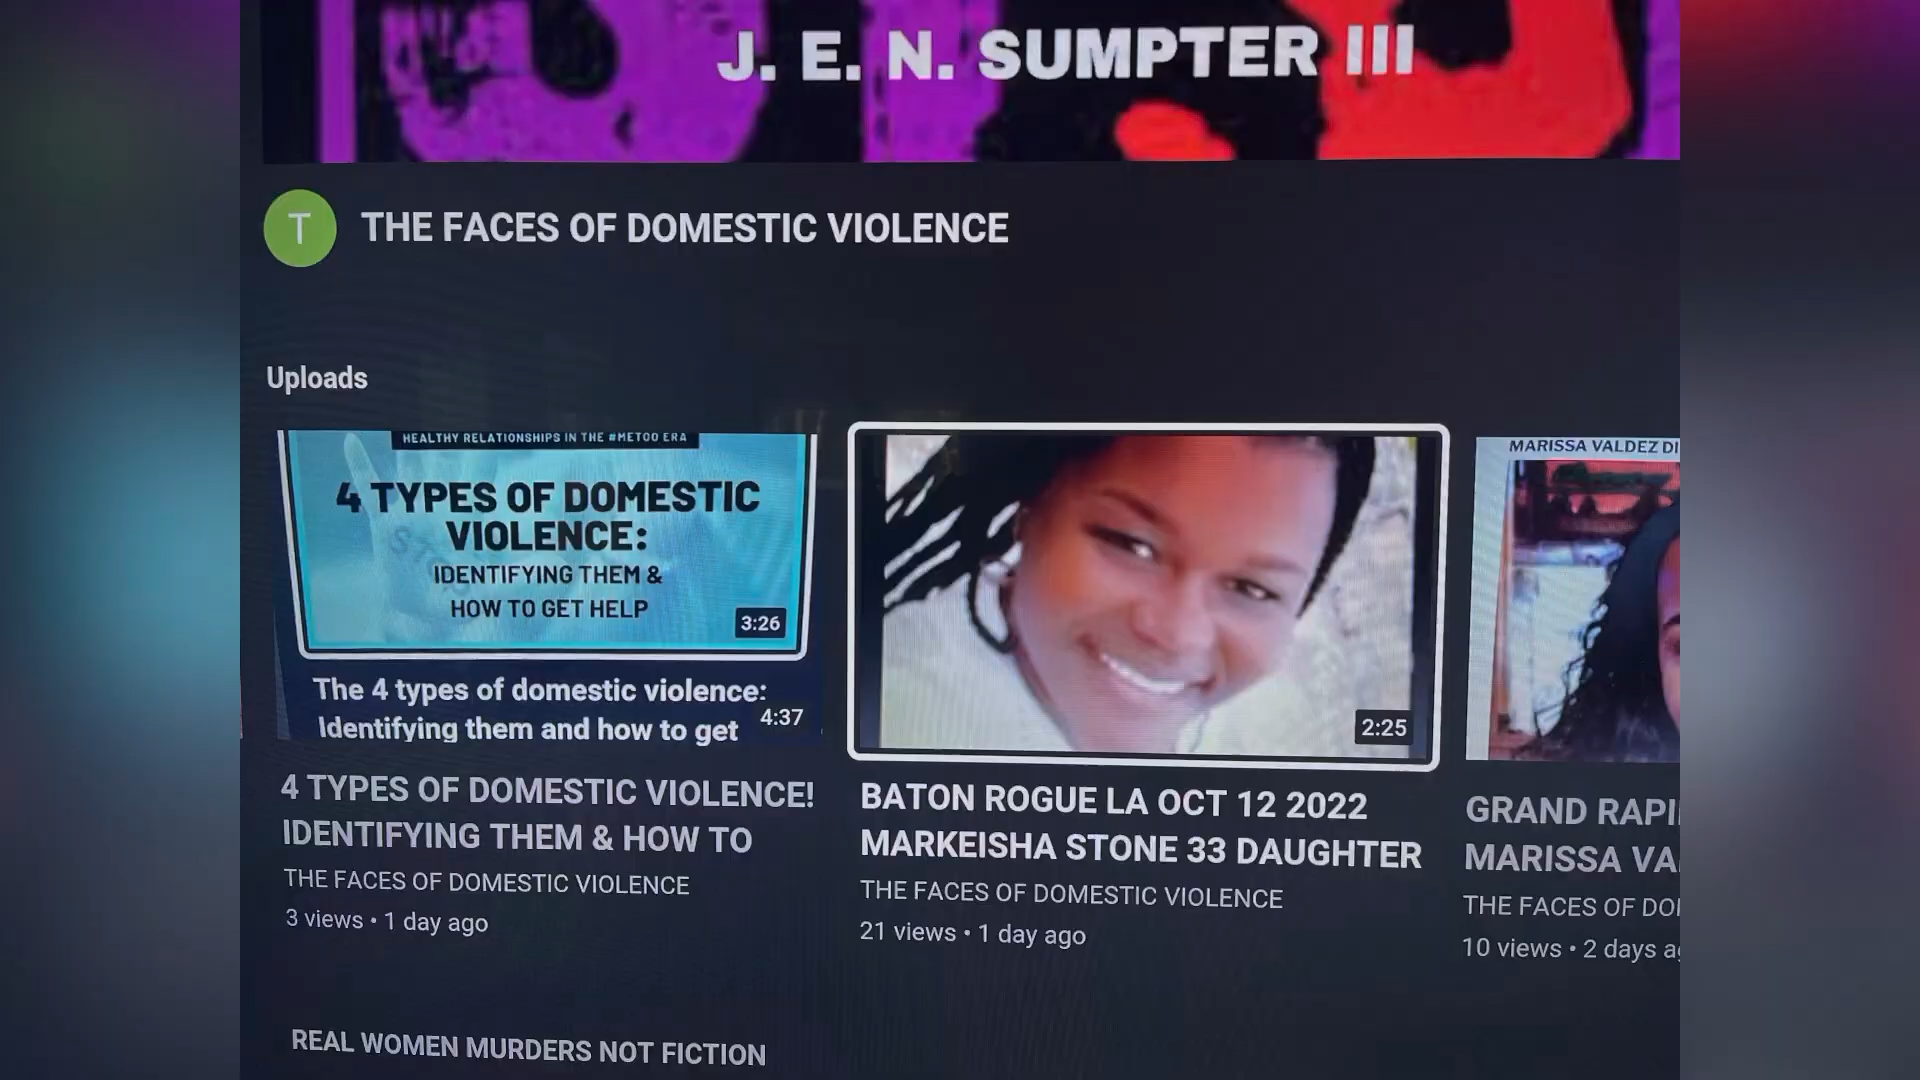 J. E. N. SUMPTER III
T
THE FACES OF DOMESTIC VIOLENCE
Uploads
HEALTHY RELATIONSHIPS IN THE #METOO ERA
4 TYPES OF DOMESTIC
VIOLENCE:
IDENTIFYING THEM &
HOW TO GET HELP
3:26
The 4 types of domestic violence:
Identifying them and how to get
4:37
4 TYPES OF DOMESTIC VIOLENCE!
IDENTIFYING THEM & HOW TO
THE FACES OF DOMESTIC VIOLENCE
3 views • 1 day ago
2:25
BATON ROGUE LA OCT 12 2022
MARKEISHA STONE 33 DAUGHTER
THE FACES OF DOMESTIC VIOLENCE
21 views • 1 day ago
MARISSA VALDEZ DI
GRAND RAPI
MARISSA VA
THE FACES OF DO
10 views • 2 days a
REAL WOMEN MURDERS NOT FICTION